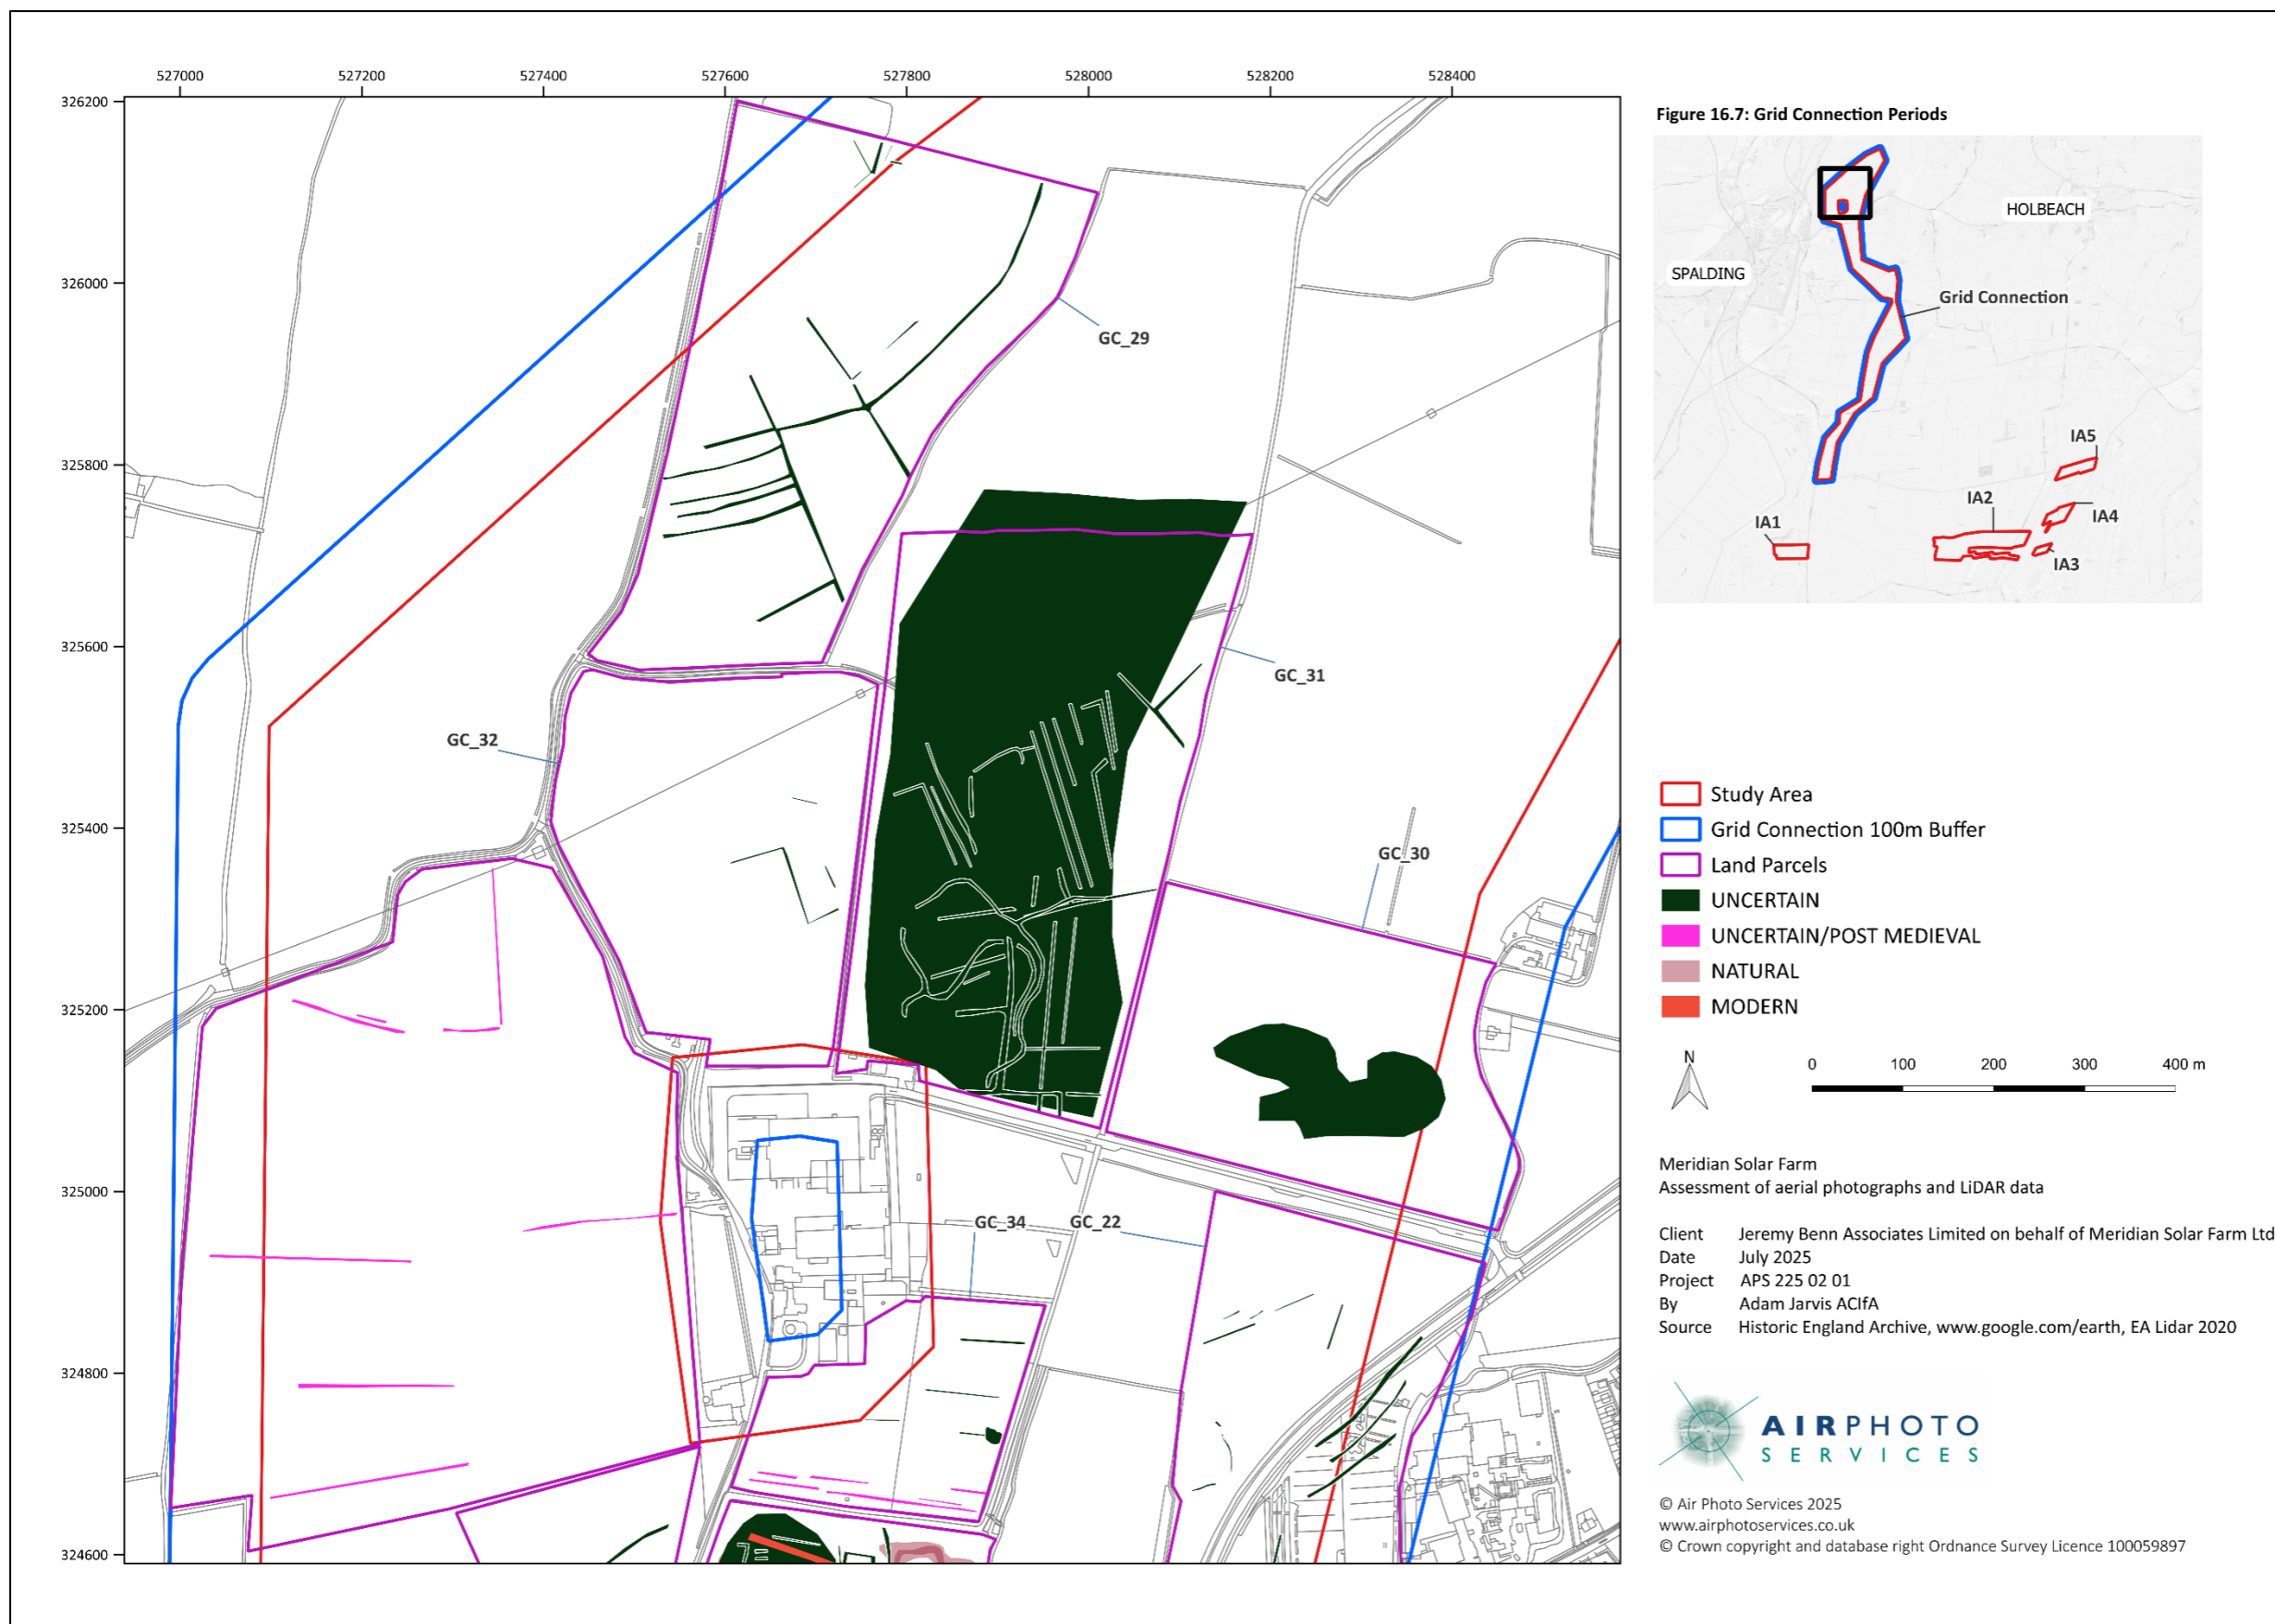 527000 527200 527400 527600 527800 528000 528200 528400
326200
326000
325800
325600
325400
325200
325000
324800
324600
GC_29
GC_31
GC_32
GC_30
GC_34
GC_22
Figure 16.7: Grid Connection Periods
HOLBEACH
SPALDING
Grid Connection
IA5
IA2
IA4
IA1
IA3
Study Area
Grid Connection 100m Buffer
Land Parcels
UNCERTAIN
UNCERTAIN/POST MEDIEVAL
NATURAL
MODERN
N
0 100 200 300 400 m
Meridian Solar Farm
Assessment of aerial photographs and LiDAR data
Client Jeremy Benn Associates Limited on behalf of Meridian Solar Farm Ltd
Date July 2025
Project APS 225 02 01
By Adam Jarvis ACIfA
Source Historic England Archive, www.google.com/earth, EA Lidar 2020
AIRPHOTO
SERVICES
© Air Photo Services 2025
www.airphotoservices.co.uk
© Crown copyright and database right Ordnance Survey Licence 100059897